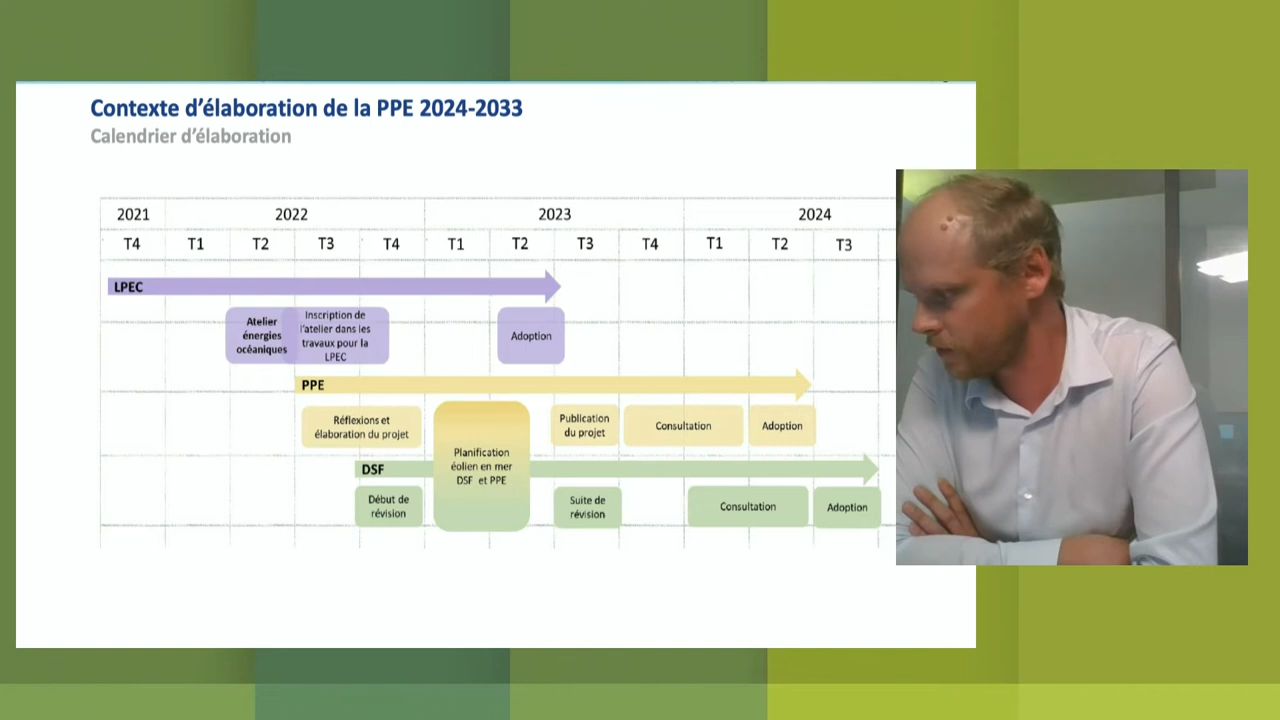 Contexte d'élaboration de la PPE 2024-2033
Calendrier d'élaboration
2021 2022 2023 2024
T4 T1 T2 T3 T4 T1 T2 T3 T4 T1 T2 T3
LPEC
Atelier
énergies
océaniques
Inscription de
l'atelier dans les
travaux pour la
LPEC
Adoption
PPE
Réflexions et
élaboration du projet
Planification
éolien en mer
DSF et PPE
Publication
du projet
Consultation
Adoption
DSF
Début de
révision
Suite de
révision
Consultation
Adoption